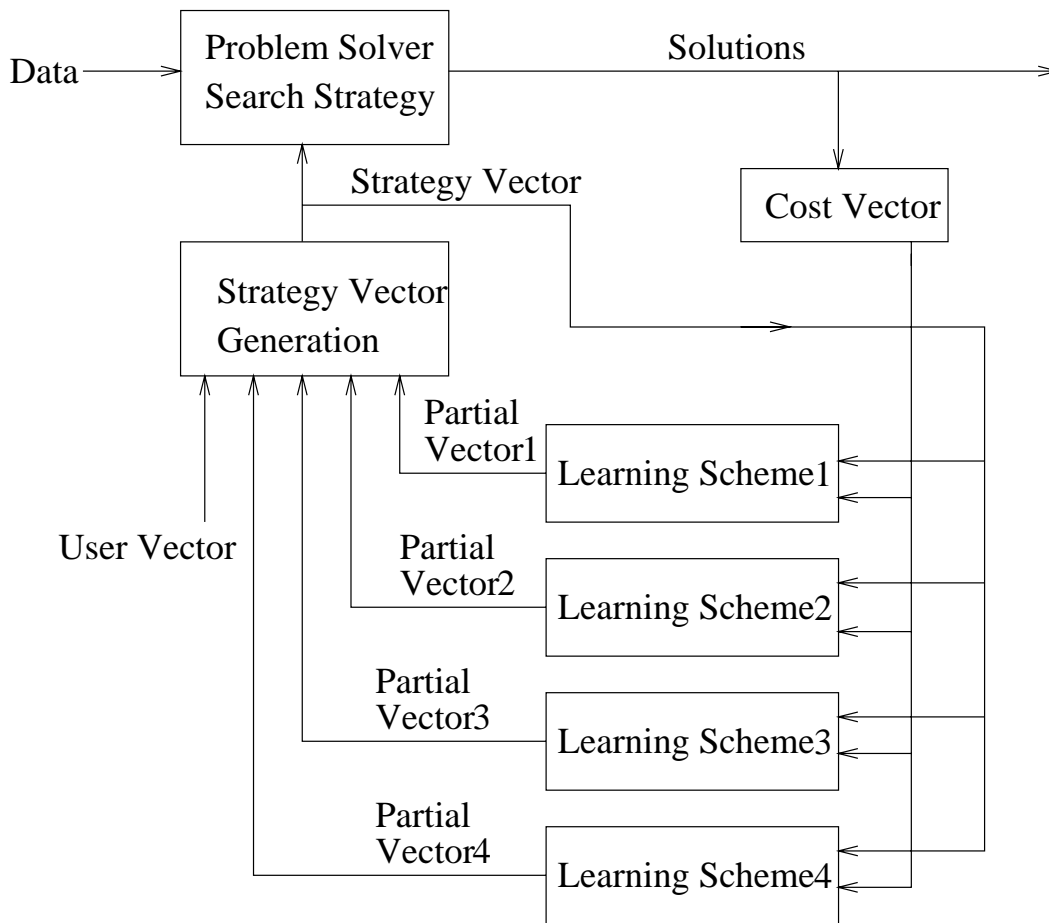 Problem Solver
Search Strategy
Data
Solutions
Strategy Vector
Cost Vector
Strategy Vector
Generation
Partial
Vector1
Learning Scheme1
User Vector
Partial
Vector2
Learning Scheme2
Partial
Vector3
Learning Scheme3
Partial
Vector4
Learning Scheme4